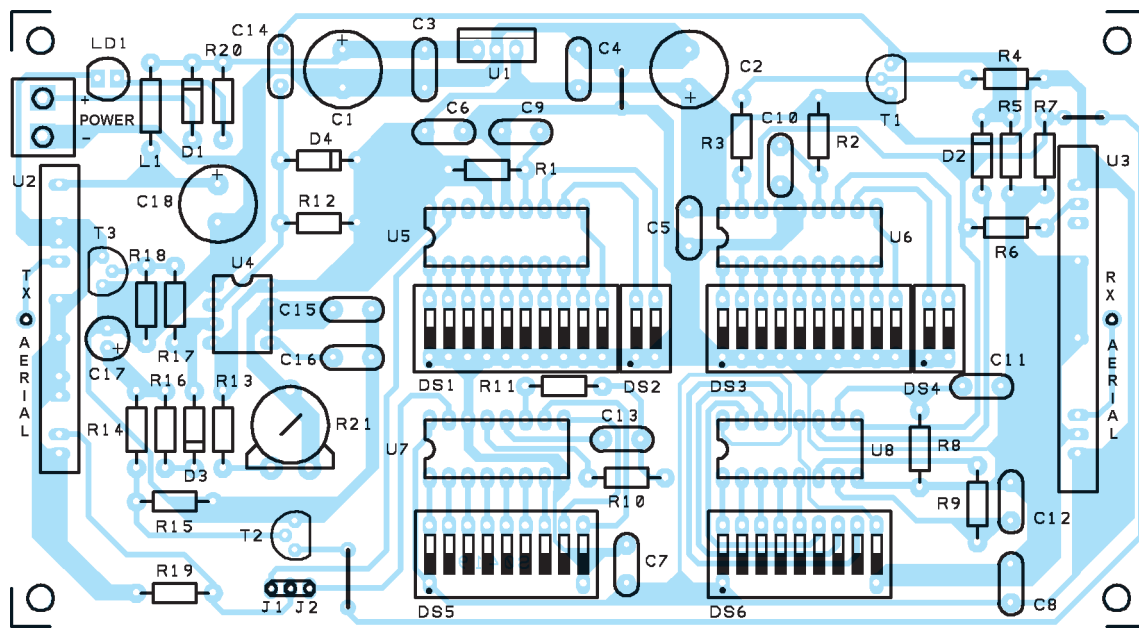 C14
C3
LD1
R20
C4
R4
U1
C2
+
POWER
-
+
+
+
C1
C6
C9
C10
T1
R5
R7
L1
D1
D4
R3
R2
D2
U2
R1
U3
C18
+
R12
T3
U5
C5
U6
R6
R18
U4
TX
AERIAL
RX
AERIAL
C15
C16
R17
C17
+
R16
R13
DS1
R11
DS2
DS3
DS4
C11
R14
R21
C13
U7
U8
R8
D3
R10
R9
R15
T2
C12
C7
R19
J1
J2
DS5
DS6
C8